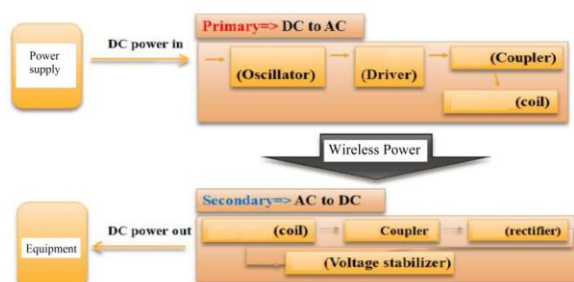 Power
supply
DC power in
Primary=> DC to AC
(Oscillator)
(Driver)
(Coupler)
(coil)
Wireless Power
Secondary=> AC to DC
Equipment
DC power out
(coil)
Coupler
(rectifier)
(Voltage stabilizer)